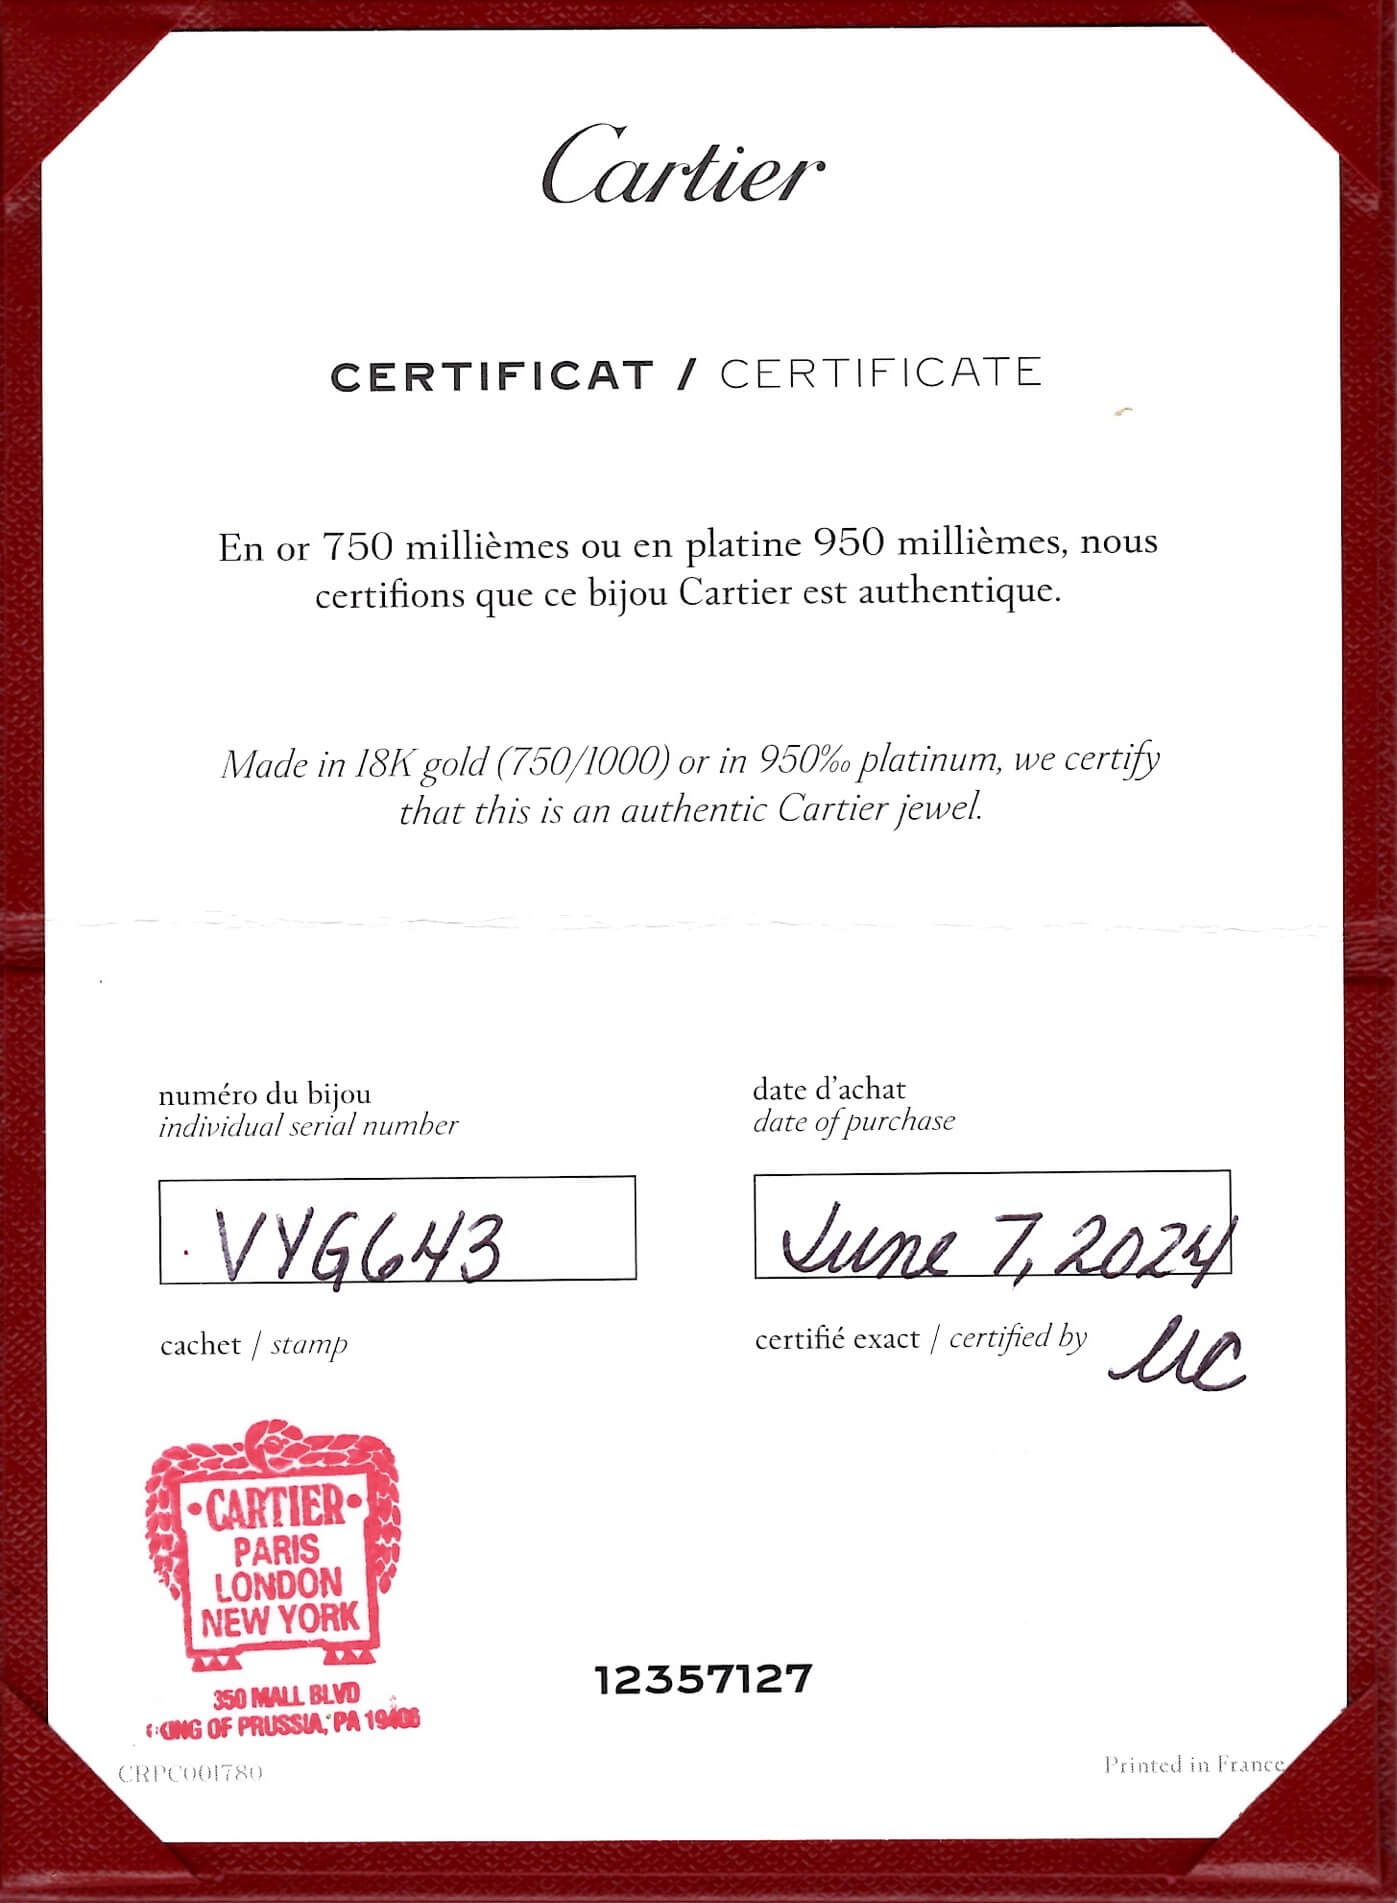 Cartier
CERTIFICAT / CERTIFICATE
En or 750 millièmes ou en platine 950 millièmes, nous
certifions que ce bijou Cartier est authentique.
Made in 18K gold (750/1000) or in 950‰ platinum, we certify
that this is an authentic Cartier jewel.
numéro du bijou
individual serial number
date d'achat
date of purchase
VYG643
June 7, 2024
cachet / stamp
certifié exact / certified by
•CARTIER•
PARIS
LONDON
NEW YORK
350 MALL BLVD
KING OF PRUSSIA, PA 19406
12357127
CRPC001780
Printed in France